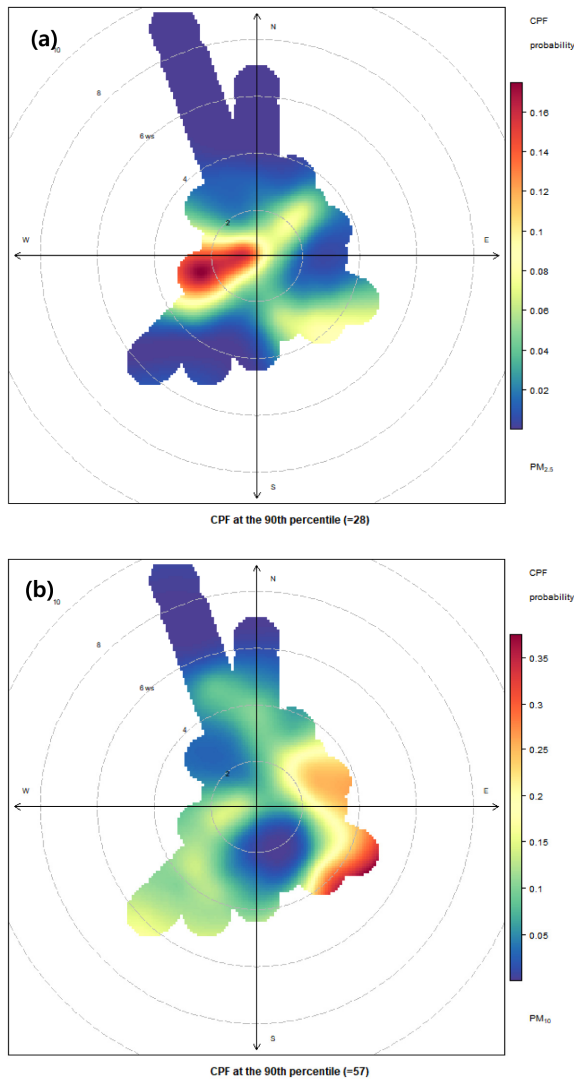 (a)
CPF
probability
10
N
8
6 ws
4
2
W
E
S
0.16
0.14
0.12
0.1
0.08
0.06
0.04
0.02
PM2.5
CPF at the 90th percentile (=28)
(b)
CPF
probability
10
N
8
6 ws
4
2
W
E
S
0.35
0.3
0.25
0.2
0.15
0.1
0.05
PM10
CPF at the 90th percentile (=57)